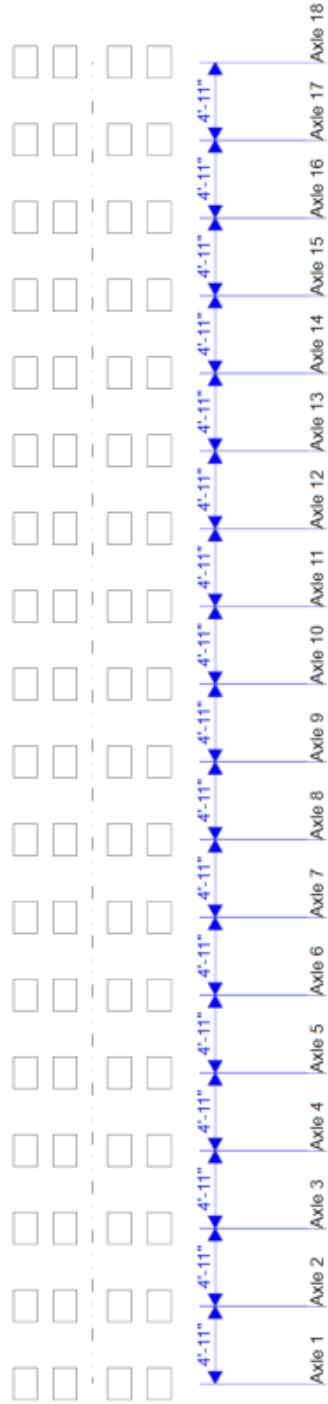 Axle 18
4'-11"
Axle 17
4'-11"
Axle 16
4'-11"
Axle 15
4'-11"
Axle 14
4'-11"
Axle 13
4'-11"
Axle 12
4'-11"
Axle 11
4'-11"
Axle 10
4'-11"
Axle 9
4'-11"
Axle 8
4'-11"
Axle 7
4'-11"
Axle 6
4'-11"
Axle 5
4'-11"
Axle 4
4'-11"
Axle 3
4'-11"
Axle 2
4'-11"
Axle 1